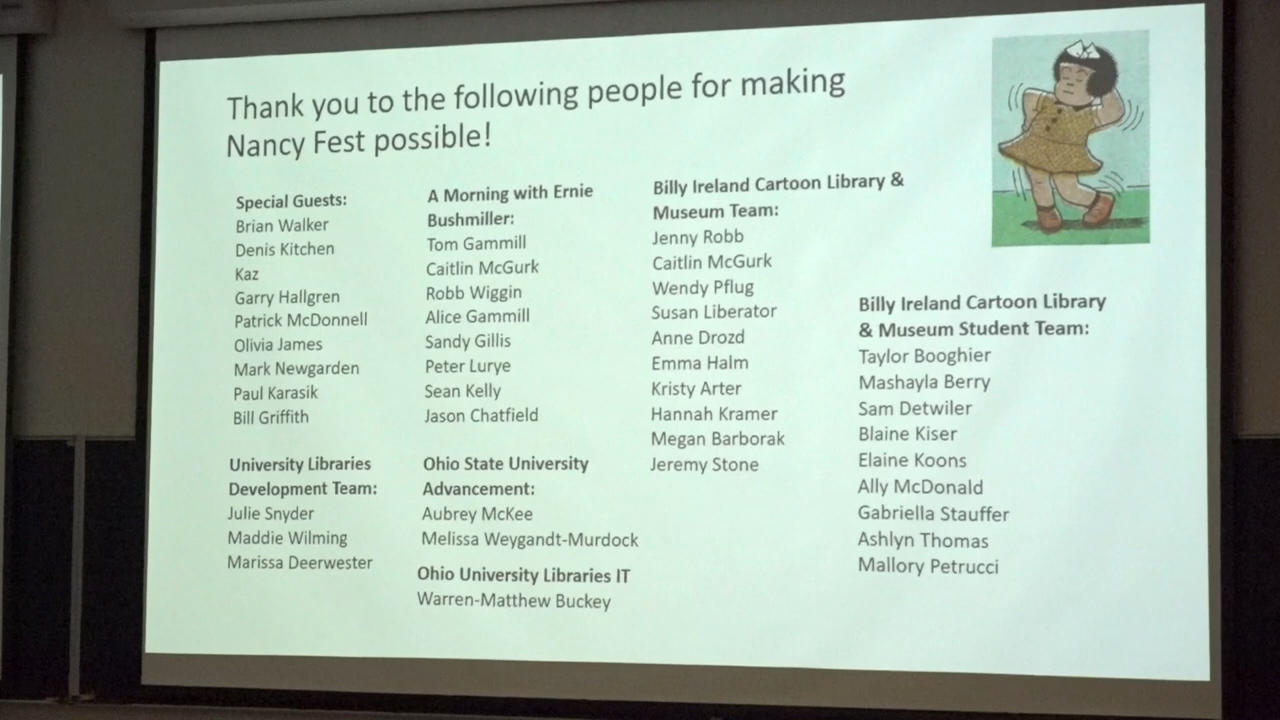 Thank you to the following people for making
Nancy Fest possible!
Special Guests:
Brian Walker
Denis Kitchen
Kaz
Garry Hallgren
Patrick McDonnell
Olivia James
Mark Newgarden
Paul Karasik
Bill Griffith
University Libraries
Development Team:
Julie Snyder
Maddie Wilming
Marissa Deerwester
A Morning with Ernie
Bushmiller:
Tom Gammill
Caitlin McGurk
Robb Wiggin
Alice Gammill
Sandy Gillis
Peter Lurye
Sean Kelly
Jason Chatfield
Ohio State University
Advancement:
Aubrey McKee
Melissa Weygandt-Murdock
Ohio University Libraries IT
Warren-Matthew Buckey
Billy Ireland Cartoon Library &
Museum Team:
Jenny Robb
Caitlin McGurk
Wendy Pflug
Susan Liberator
Anne Drozd
Emma Halm
Kristy Arter
Hannah Kramer
Megan Barborak
Jeremy Stone
Billy Ireland Cartoon Library
& Museum Student Team:
Taylor Booghier
Mashayla Berry
Sam Detwiler
Blaine Kiser
Elaine Koons
Ally McDonald
Gabriella Stauffer
Ashlyn Thomas
Mallory Petrucci